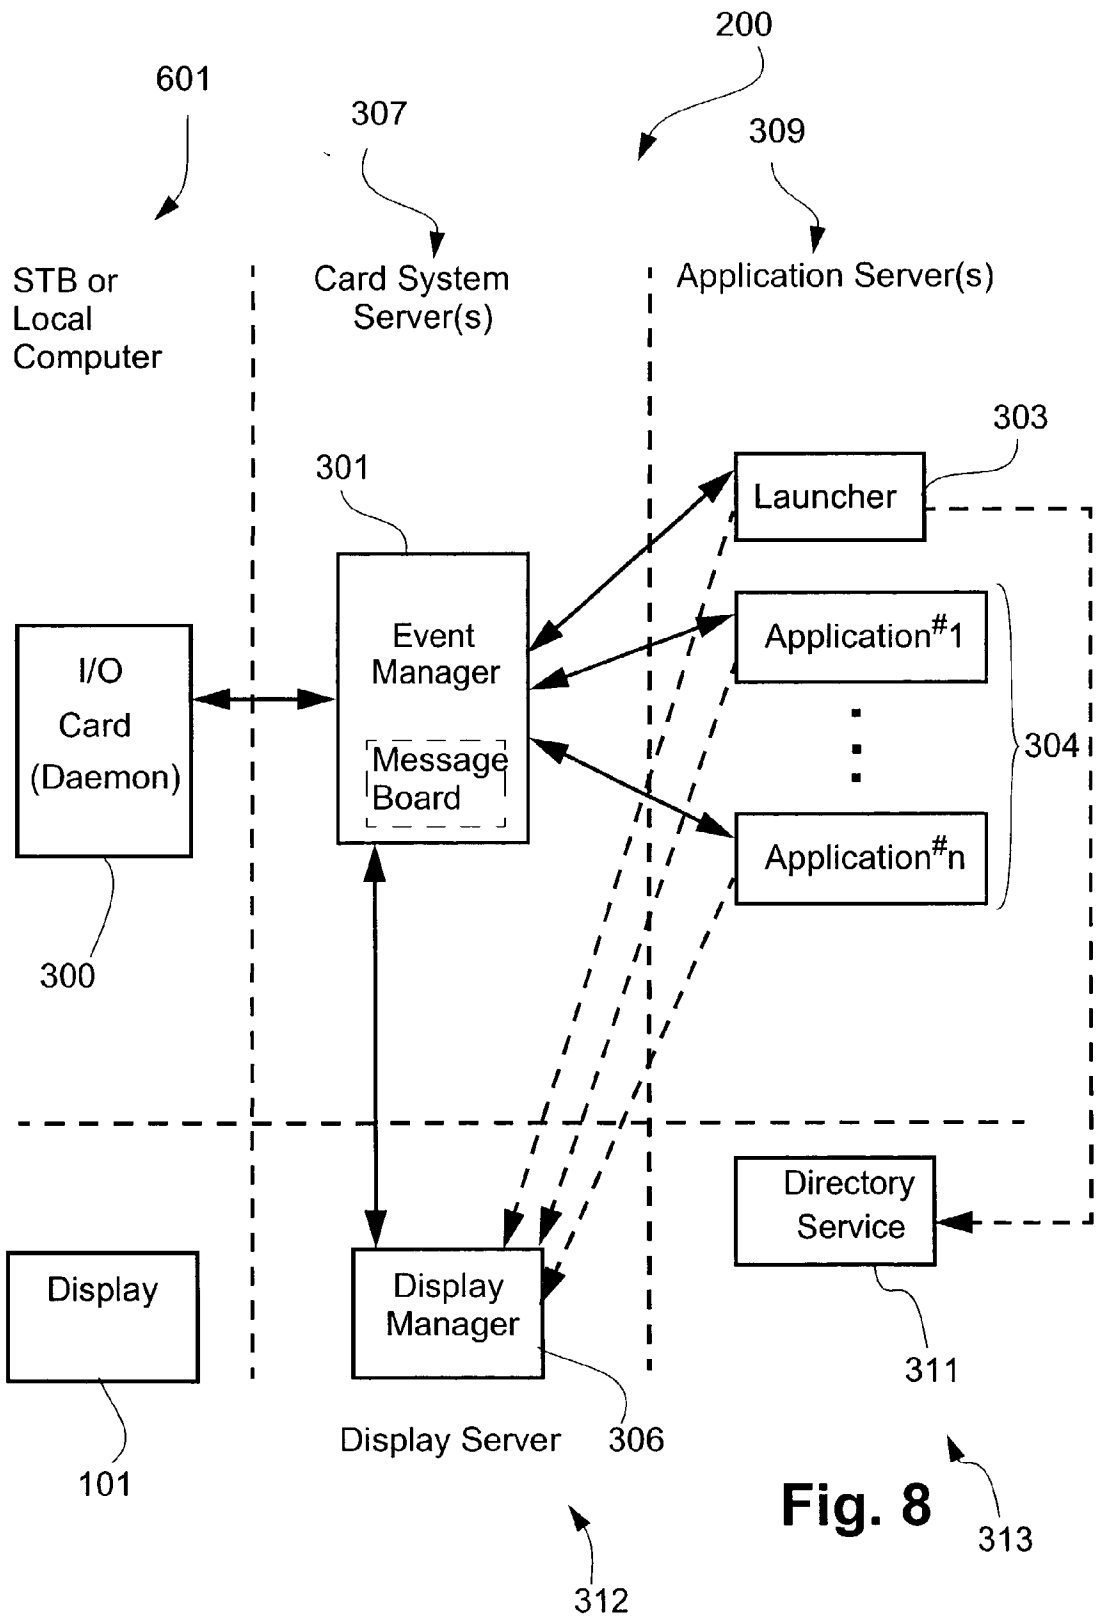 200
601
307
309
STB or
Local
Computer
Card System
Server(s)
Application Server(s)
303
301
Launcher
Event
Manager
Message
Board
Application#1
I/O
Card
(Daemon)
304
Application#n
300
Directory
Service
Display
Display
Manager
311
Display Server
306
101
Fig. 8
313
312